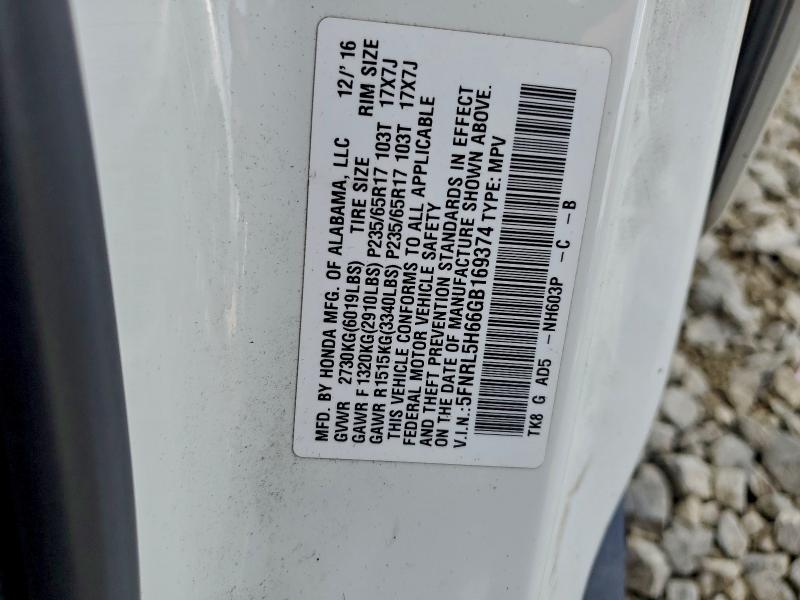 MFD. BY HONDA MFG. OF ALABAMA, LLC 12/' 16
GVWR 2730KG(6019LBS) TIRE SIZE RIM SIZE
GAWR F 1320KG(2910LBS) P235/65R17 103T 17X7J
GAWR R1515KG(3340LBS) P235/65R17 103T 17X7J
THIS VEHICLE CONFORMS TO ALL APPLICABLE
FEDERAL MOTOR VEHICLE SAFETY
AND THEFT PREVENTION STANDARDS IN EFFECT
ON THE DATE OF MANUFACTURE SHOWN ABOVE.
V.I.N.:5FNRL5H66GB169374 TYPE: MPV
TK8 G AD5 -NH603P -C -B